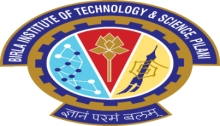 BIRLA INSTITUTE OF TECHNOLOGY & SCIENCE, PILANI
ज्ञानं परमं बलम्